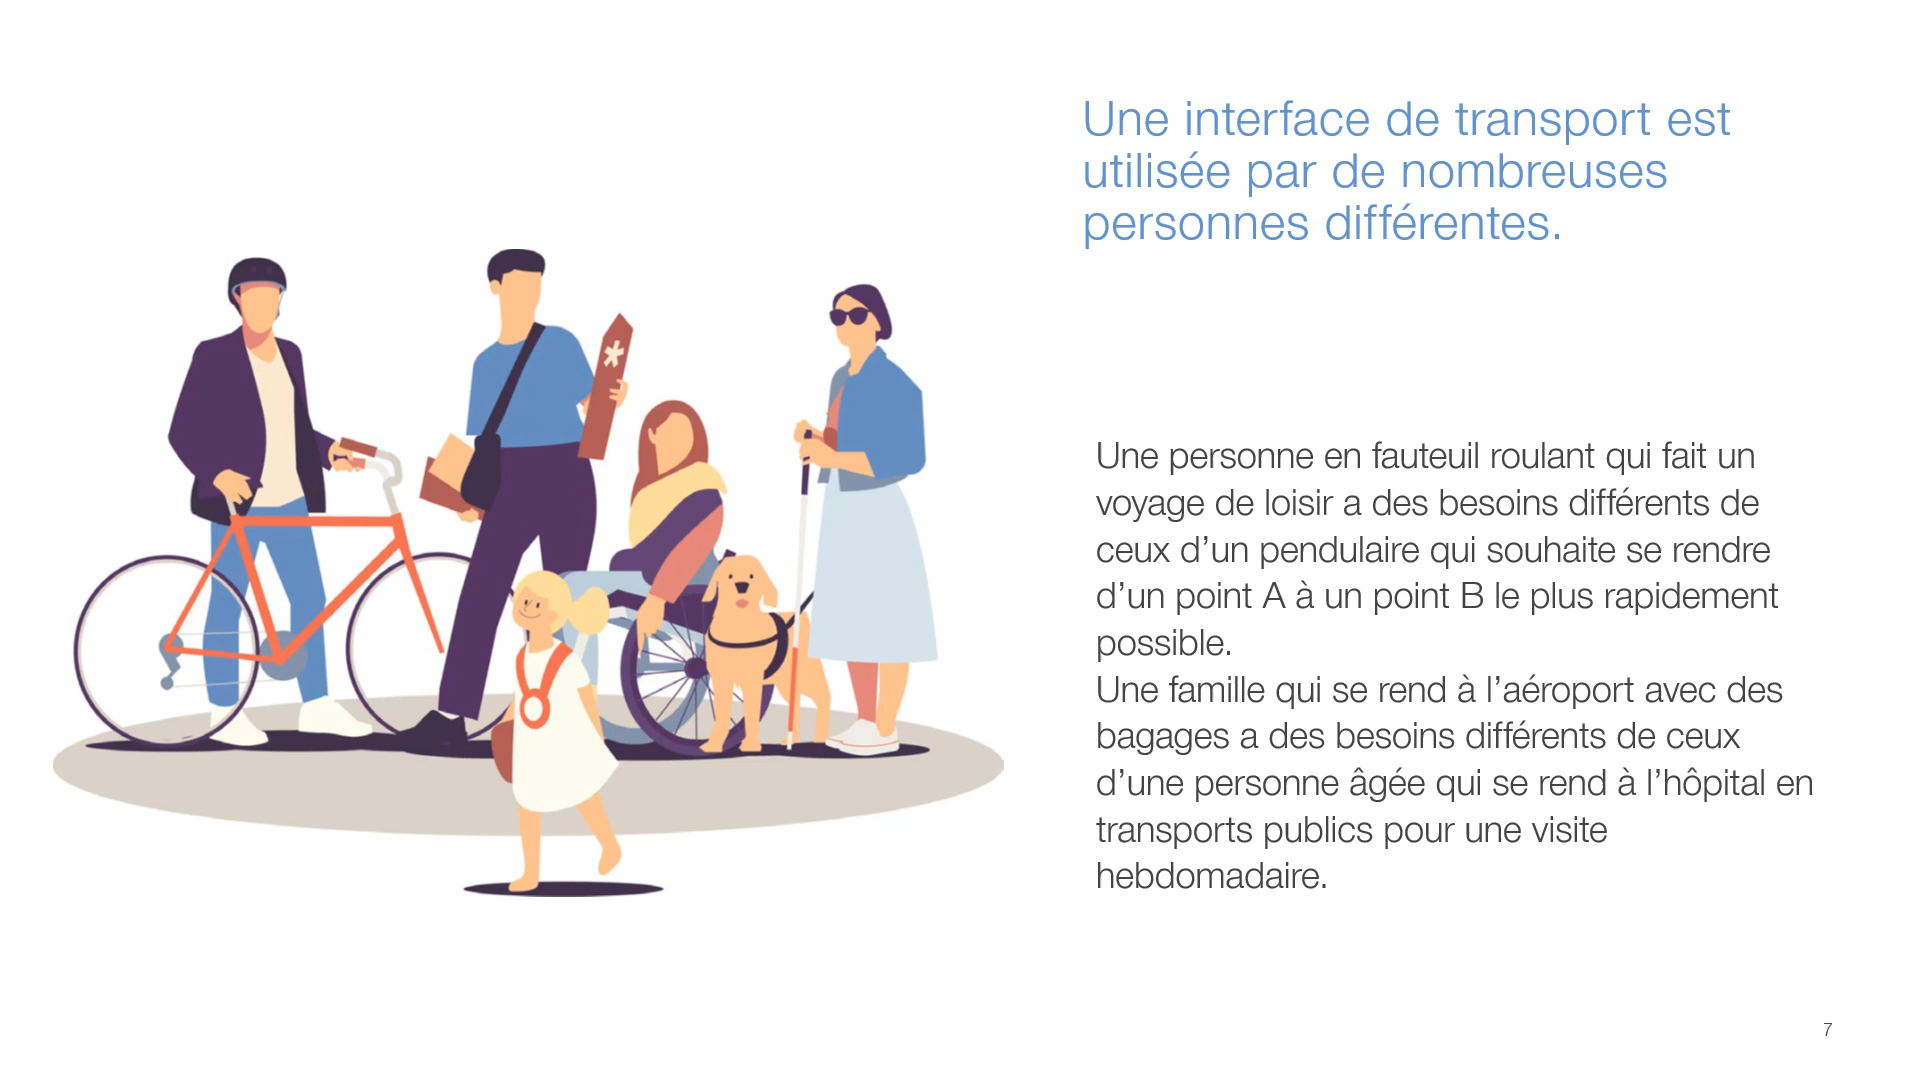 Une interface de transport est
utilisée par de nombreuses
personnes différentes.
Une personne en fauteuil roulant qui fait un
voyage de loisir a des besoins différents de
ceux d’un pendulaire qui souhaite se rendre
d’un point A à un point B le plus rapidement
possible.
Une famille qui se rend à l’aéroport avec des
bagages a des besoins différents de ceux
d’une personne âgée qui se rend à l’hôpital en
transports publics pour une visite
hebdomadaire.
7